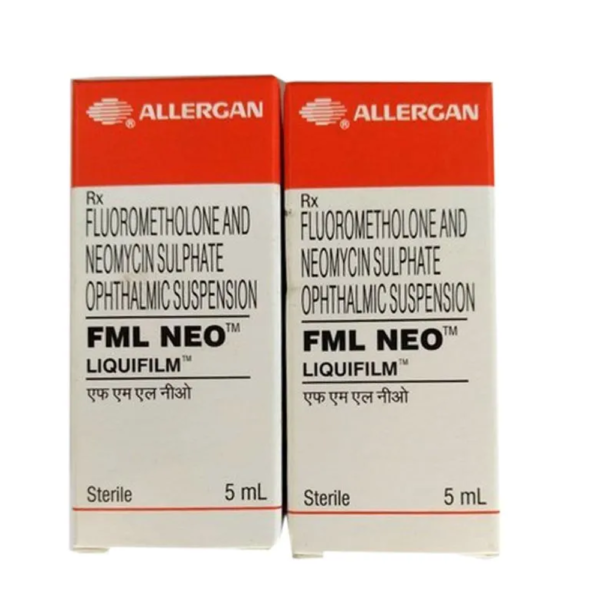 ALLERGAN
®
Rx
FLUOROMETHOLONE AND
NEOMYCIN SULPHATE
OPHTHALMIC SUSPENSION
FML NEO™
LIQUIFILM™
एफ एम एल नीओ
Sterile 5 mL
ALLERGAN
®
Rx
FLUOROMETHOLONE AND
NEOMYCIN SULPHATE
OPHTHALMIC SUSPENSION
FML NEO™
LIQUIFILM™
एफ एम एल नीओ
Sterile 5 mL